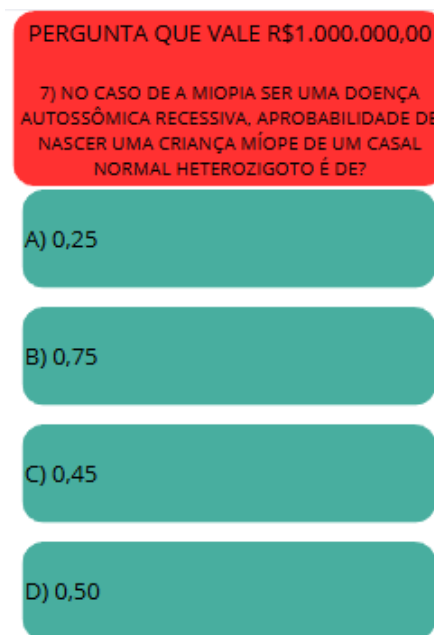 PERGUNTA QUE VALE R$1.000.000,00
7) NO CASO DE A MIOPIA SER UMA DOENÇA
AUTOSSÔMICA RECESSIVA, APROBABILIDADE DE
NASCER UMA CRIANÇA MÍOPE DE UM CASAL
NORMAL HETEROZIGOTO É DE?
A) 0,25
B) 0,75
C) 0,45
D) 0,50